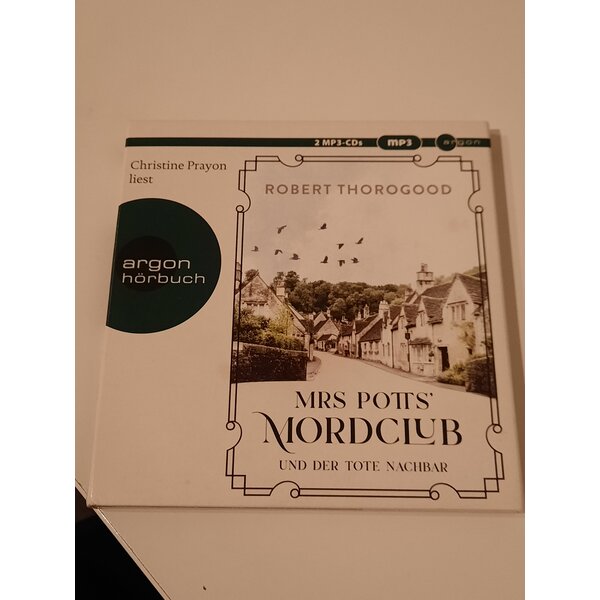 2 MP3-CDs
mp3
argon
Christine Prayon
liest
ROBERT THOROGOOD
argon
hörbuch
MRS POTTS'
MORDCLUB
UND DER TOTE NACHBAR